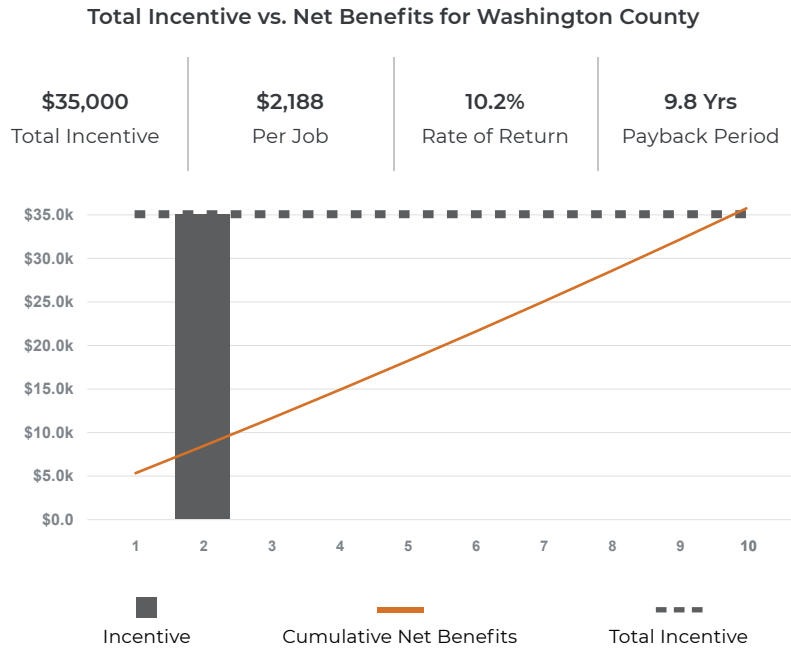 Total Incentive vs. Net Benefits for Washington County
$35,000 $2,188 10.2% 9.8 Yrs
Total Incentive Per Job Rate of Return Payback Period
$35.0k
$30.0k
$25.0k
$20.0k
$15.0k
$10.0k
$5.0k
$0.0
1 2 3 4 5 6 7 8 9 10
Incentive Cumulative Net Benefits Total Incentive